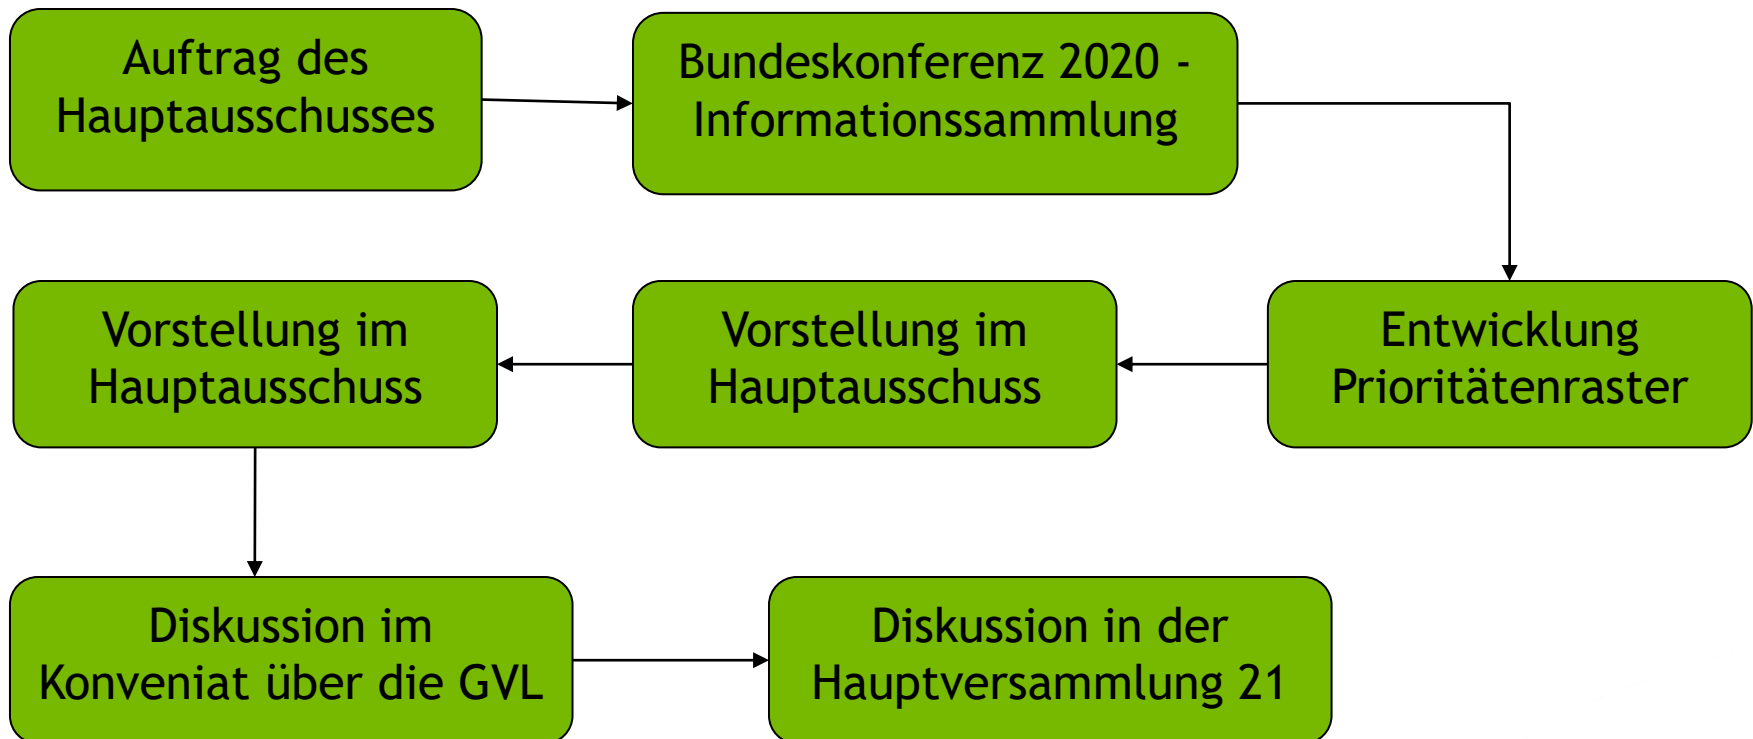 Auftrag des
Hauptausschusses
Bundeskonferenz 2020 -
Informationssammlung
Entwicklung
Prioritätenraster
Vorstellung im
Hauptausschuss
Vorstellung im
Hauptausschuss
Diskussion im
Konveniat über die GVL
Diskussion in der
Hauptversammlung 21